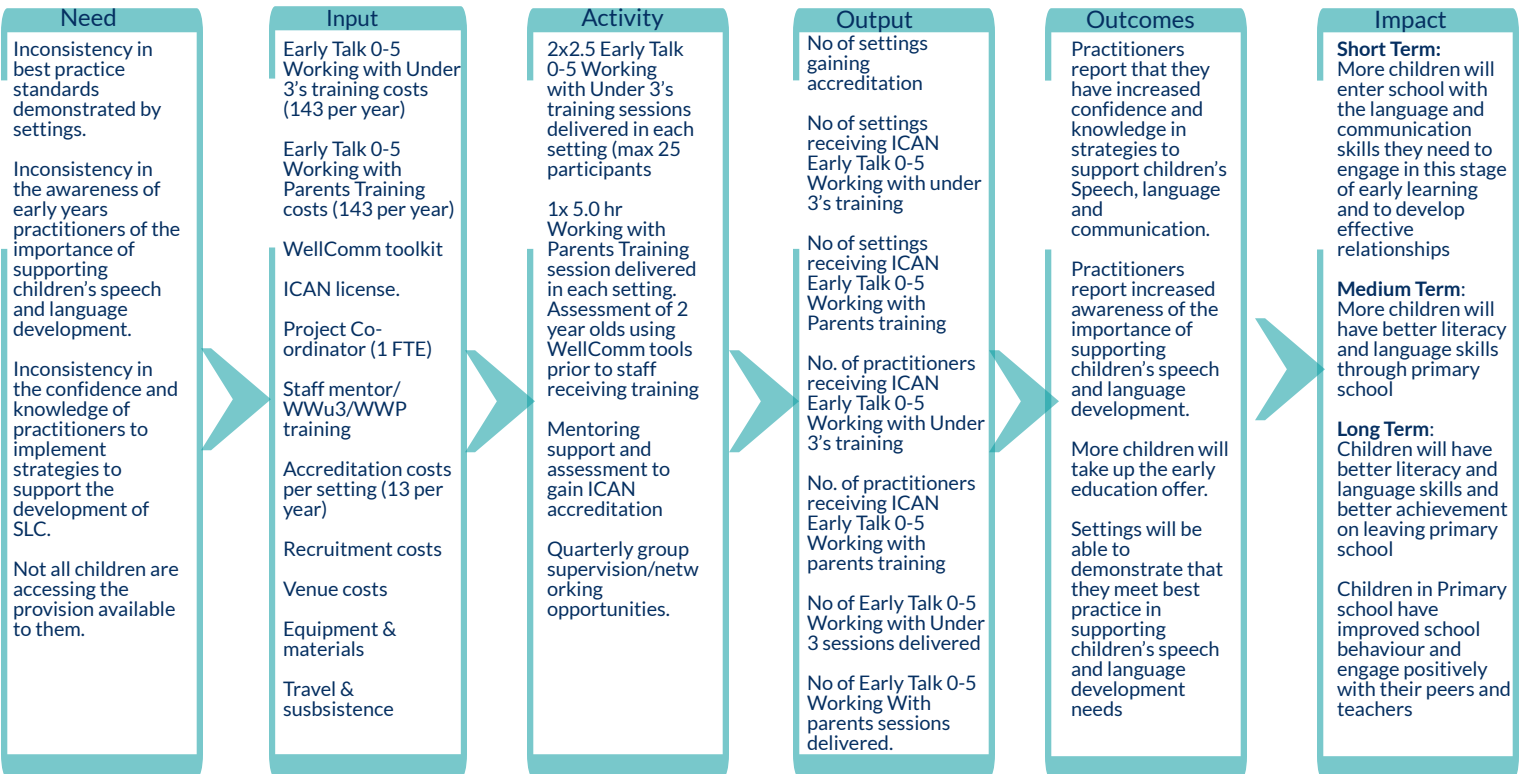 Need
Inconsistency in
best practice
standards
demonstrated by
settings.
Inconsistency in
the awareness of
early years
practitioners of the
importance of
supporting
children's speech
and language
development.
Inconsistency in
the confidence and
knowledge of
practitioners to
implement
strategies to
support the
development of
SLC.
Not all children are
accessing the
provision available
to them.
Input
Early Talk 0-5
Working with Under
3's training costs
(143 per year)
Early Talk 0-5
Working with
Parents Training
costs (143 per year)
WellComm toolkit
ICAN license.
Project Co-
ordinator (1 FTE)
Staff mentor/
WWu3/WWP
training
Accreditation costs
per setting (13 per
year)
Recruitment costs
Venue costs
Equipment &
materials
Travel &
susbsistence
Activity
2x2.5 Early Talk
0-5 Working
with Under 3's
training sessions
delivered in each
setting (max 25
participants
1x 5.0 hr
Working with
Parents Training
session delivered
in each setting.
Assessment of 2
year olds using
WellComm tools
prior to staff
receiving training
Mentoring
support and
assessment to
gain ICAN
accreditation
Quarterly group
supervision/netw
orking
opportunities.
Output
No of settings
gaining
accreditation
No of settings
receiving ICAN
Early Talk 0-5
Working with under
3's training
No of settings
receiving ICAN
Early Talk 0-5
Working with
Parents training
No. of practitioners
receiving ICAN
Early Talk 0-5
Working with Under
3's training
No. of practitioners
receiving ICAN
Early Talk 0-5
Working with
parents training
No of Early Talk 0-5
Working with Under
3 sessions delivered
No of Early Talk 0-5
Working With
parents sessions
delivered.
Outcomes
Practitioners
report that they
have increased
confidence and
knowledge in
strategies to
support children's
Speech, language
and
communication.
Practitioners
report increased
awareness of the
importance of
supporting
children's speech
and language
development.
More children will
take up the early
education offer.
Settings will be
able to
demonstrate that
they meet best
practice in
supporting
children's speech
and language
development
needs
Impact
Short Term:
More children will
enter school with
the language and
communication
skills they need to
engage in this stage
of early learning
and to develop
effective
relationships
Medium Term:
More children will
have better literacy
and language skills
through primary
school
Long Term:
Children will have
better literacy and
language skills and
better achievement
on leaving primary
school
Children in Primary
school have
improved school
behaviour and
engage positively
with their peers and
teachers